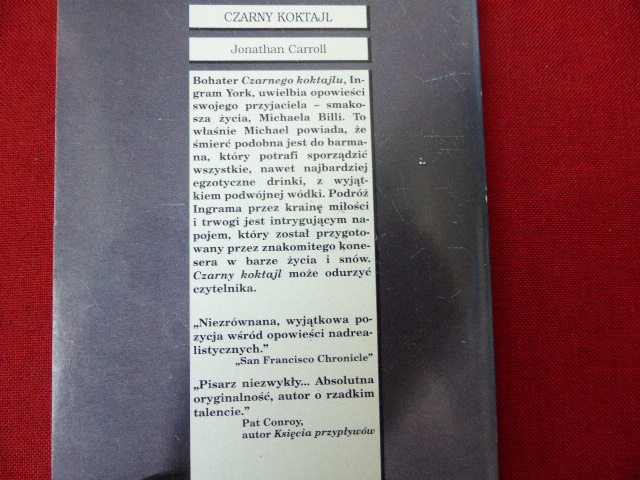 CZARNY KOKTAJL
Jonathan Carroll
Bohater Czarnego koktajlu, In-
gram York, uwielbia opowieści
swojego przyjaciela – smako-
sza życia, Michaela Billi. To
właśnie Michael powiada, że
śmierć podobna jest do barma-
na, który potrafi sporządzić
wszystkie, nawet najbardziej
egzotyczne drinki, z wyjąt-
kiem podwójnej wódki. Podróż
Ingrama przez krainę miłości
i trwogi jest intrygującym na-
pojem, który został przygoto-
wany przez znakomitego kone-
sera w barze życia i snów.
Czarny koktajl może odurzyć
czytelnika.
„Niezrównana, wyjątkowa po-
zycja wśród opowieści nadrea-
listycznych.”
„San Francisco Chronicle”
„Pisarz niezwykły... Absolutna
oryginalność, autor o rzadkim
talencie.”
Pat Conroy,
autor Księcia przypływów